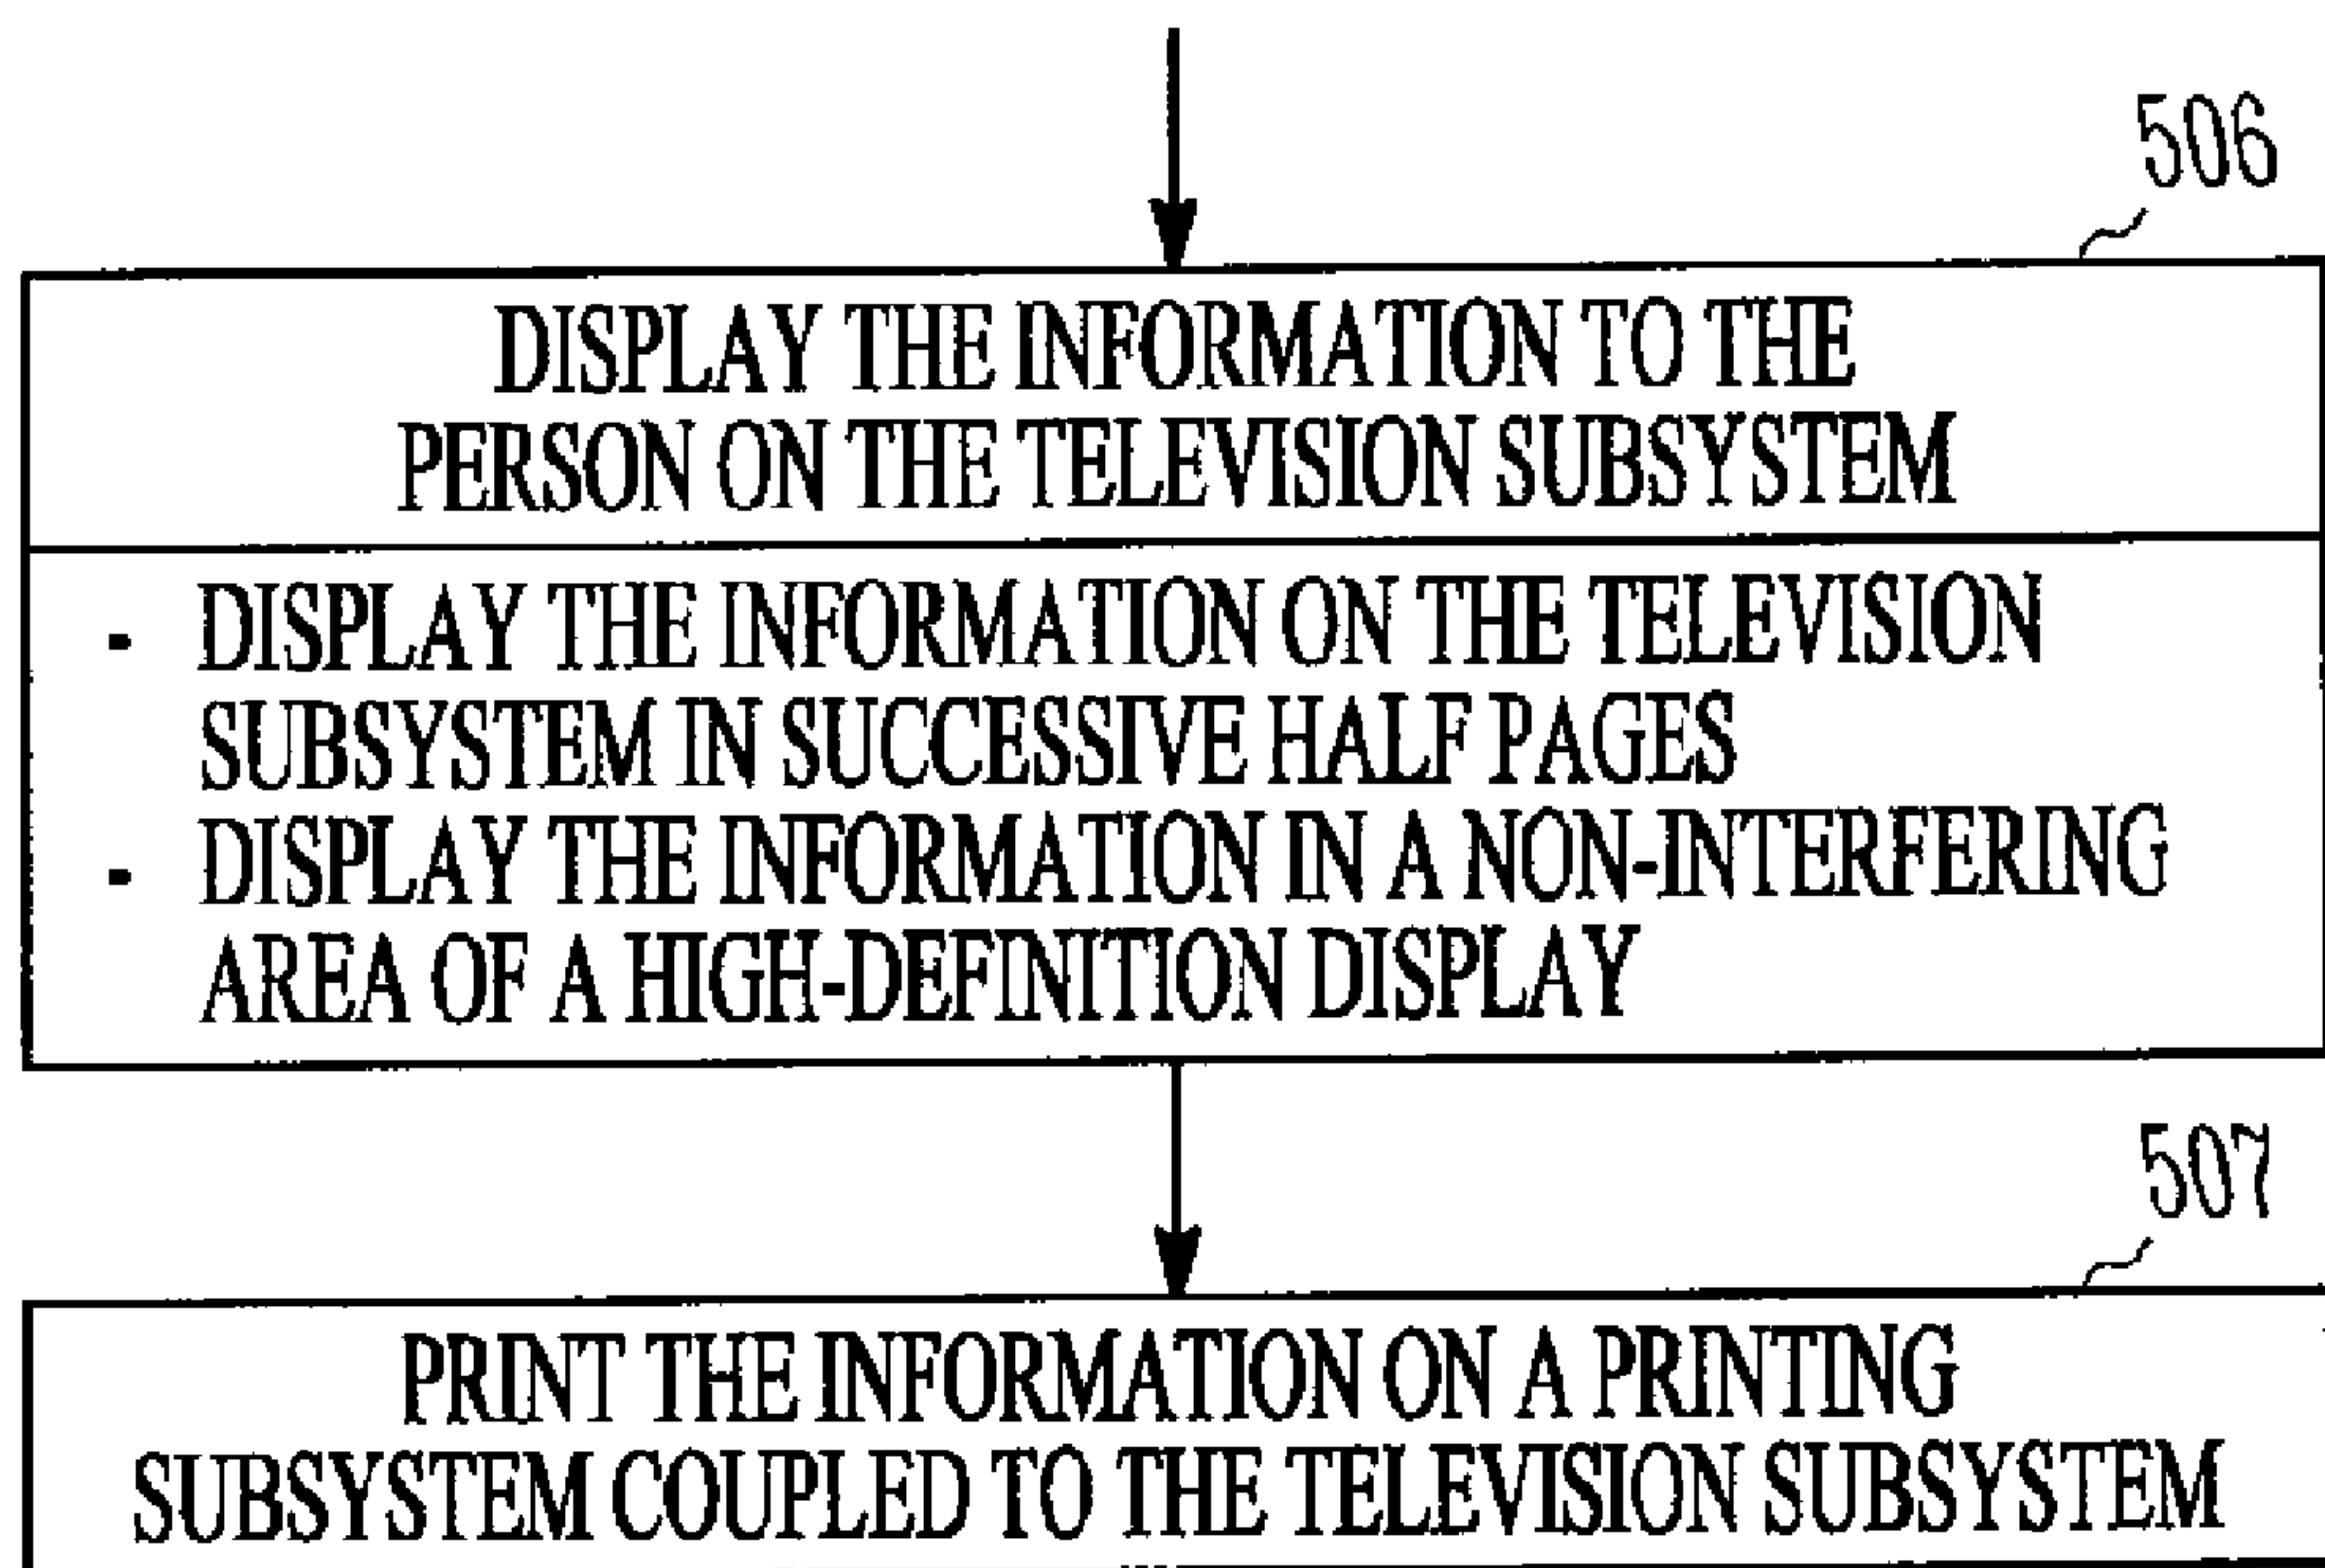 506
DISPLAY THE INFORMATION TO THE
PERSON ON THE TELEVISION SUBSYSTEM
- DISPLAY THE INFORMATION ON THE TELEVISION
SUBSYSTEM IN SUCCESSIVE HALF PAGES
- DISPLAY THE INFORMATION IN A NON-INTERFERING
AREA OF A HIGH-DEFINITION DISPLAY
507
PRINT THE INFORMATION ON A PRINTING
SUBSYSTEM COUPLED TO THE TELEVISION SUBSYSTEM